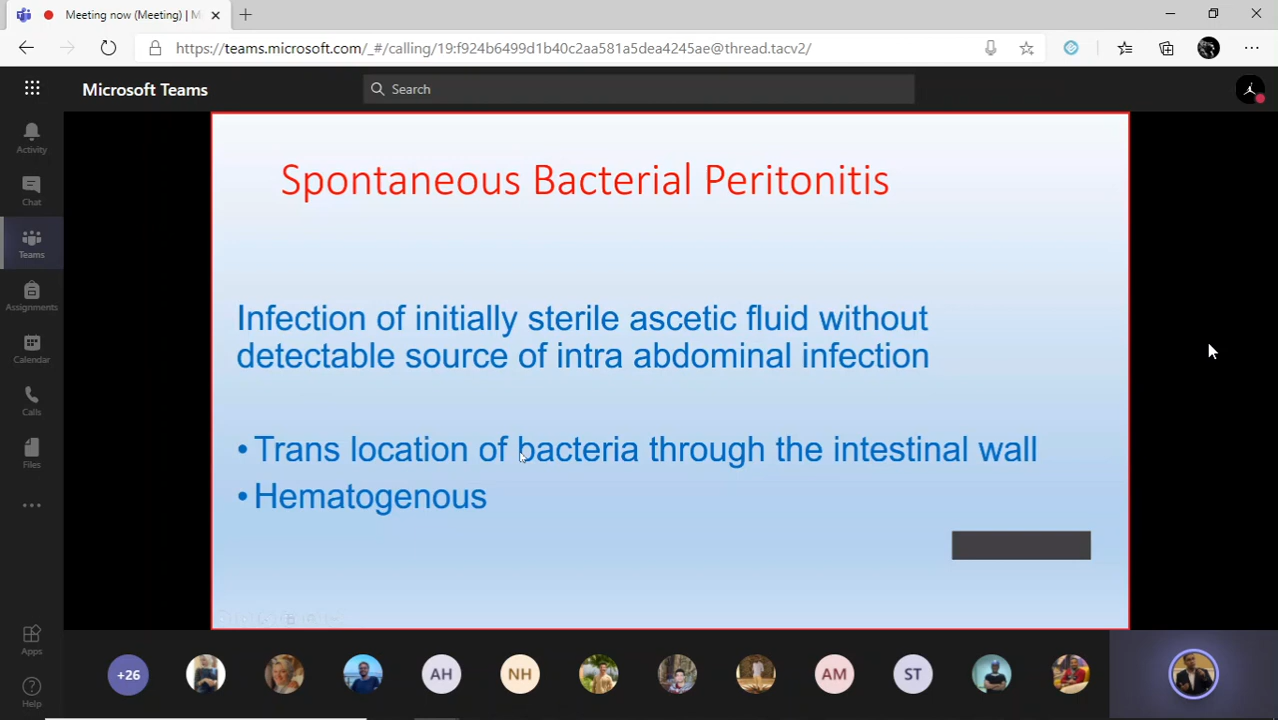 Meeting now (Meeting) | M
https://teams.microsoft.com/_#/calling/19:f924b6499d1b40c2aa581a5dea4245ae@thread.tacv2/
Microsoft Teams
Search
Activity
Chat
Teams
Assignments
Calendar
Calls
Files
Apps
Help
Spontaneous Bacterial Peritonitis
Infection of initially sterile ascetic fluid without
detectable source of intra abdominal infection
• Trans location of bacteria through the intestinal wall
• Hematogenous
+26
AH
NH
AM
ST